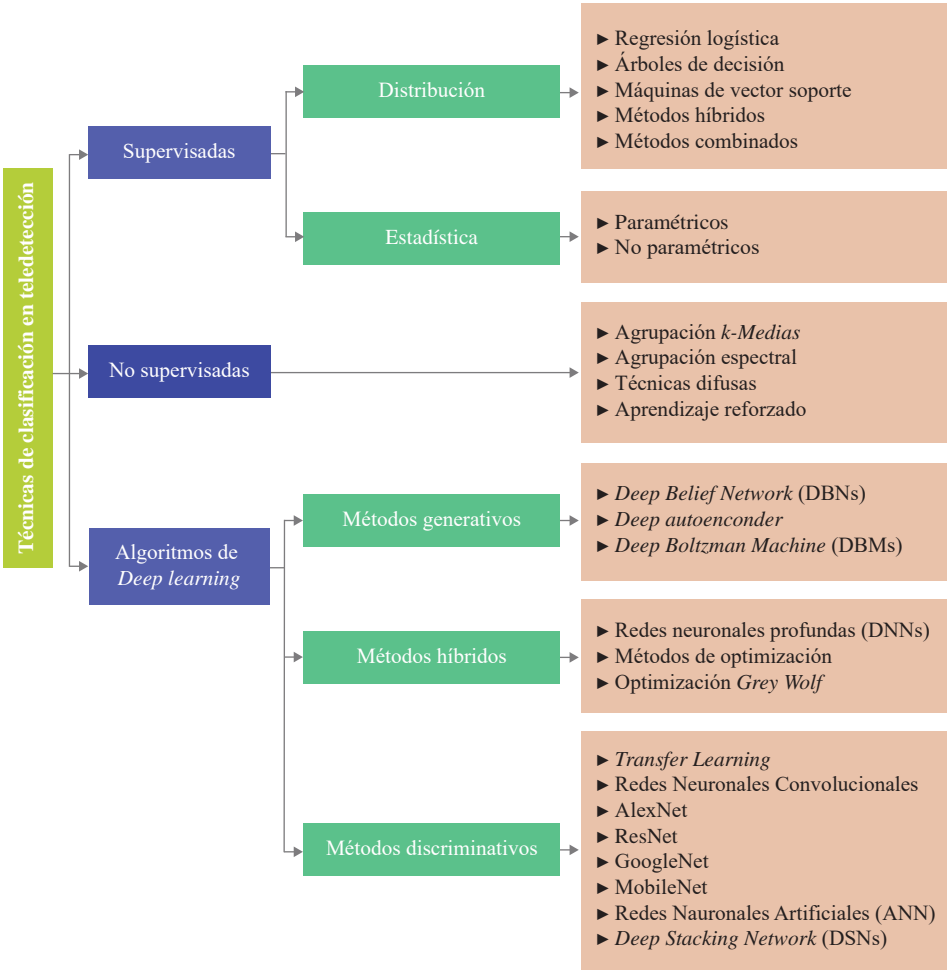 Técnicas de clasificación en teledetección
Supervisadas
Distribución
► Regresión logística
► Árboles de decisión
► Máquinas de vector soporte
► Métodos híbridos
► Métodos combinados
Estadística
► Paramétricos
► No paramétricos
No supervisadas
► Agrupación k-Medias
► Agrupación espectral
► Técnicas difusas
► Aprendizaje reforzado
Algoritmos de
Deep learning
Métodos generativos
► Deep Belief Network (DBNs)
► Deep autoenconder
► Deep Boltzman Machine (DBMs)
Métodos híbridos
► Redes neuronales profundas (DNNs)
► Métodos de optimización
► Optimización Grey Wolf
Métodos discriminativos
► Transfer Learning
► Redes Neuronales Convolucionales
► AlexNet
► ResNet
► GoogleNet
► MobileNet
► Redes Nauronales Artificiales (ANN)
► Deep Stacking Network (DSNs)